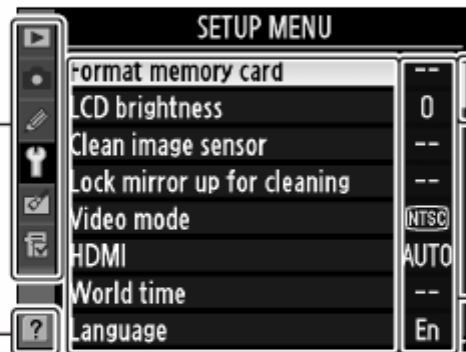 SETUP MENU
Format memory card --
LCD brightness 0
Clean image sensor --
Lock mirror up for cleaning --
Video mode NTSC
HDMI AUTO
World time --
? Language En